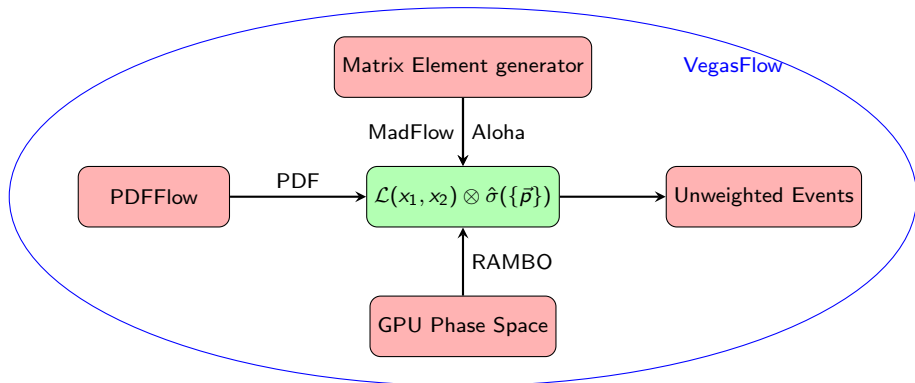 Matrix Element generator
VegasFlow
MadFlow Aloha
PDFFlow
PDF
ℒ(x₁, x₂) ⊗ σ̂({p⃗})
Unweighted Events
RAMBO
GPU Phase Space